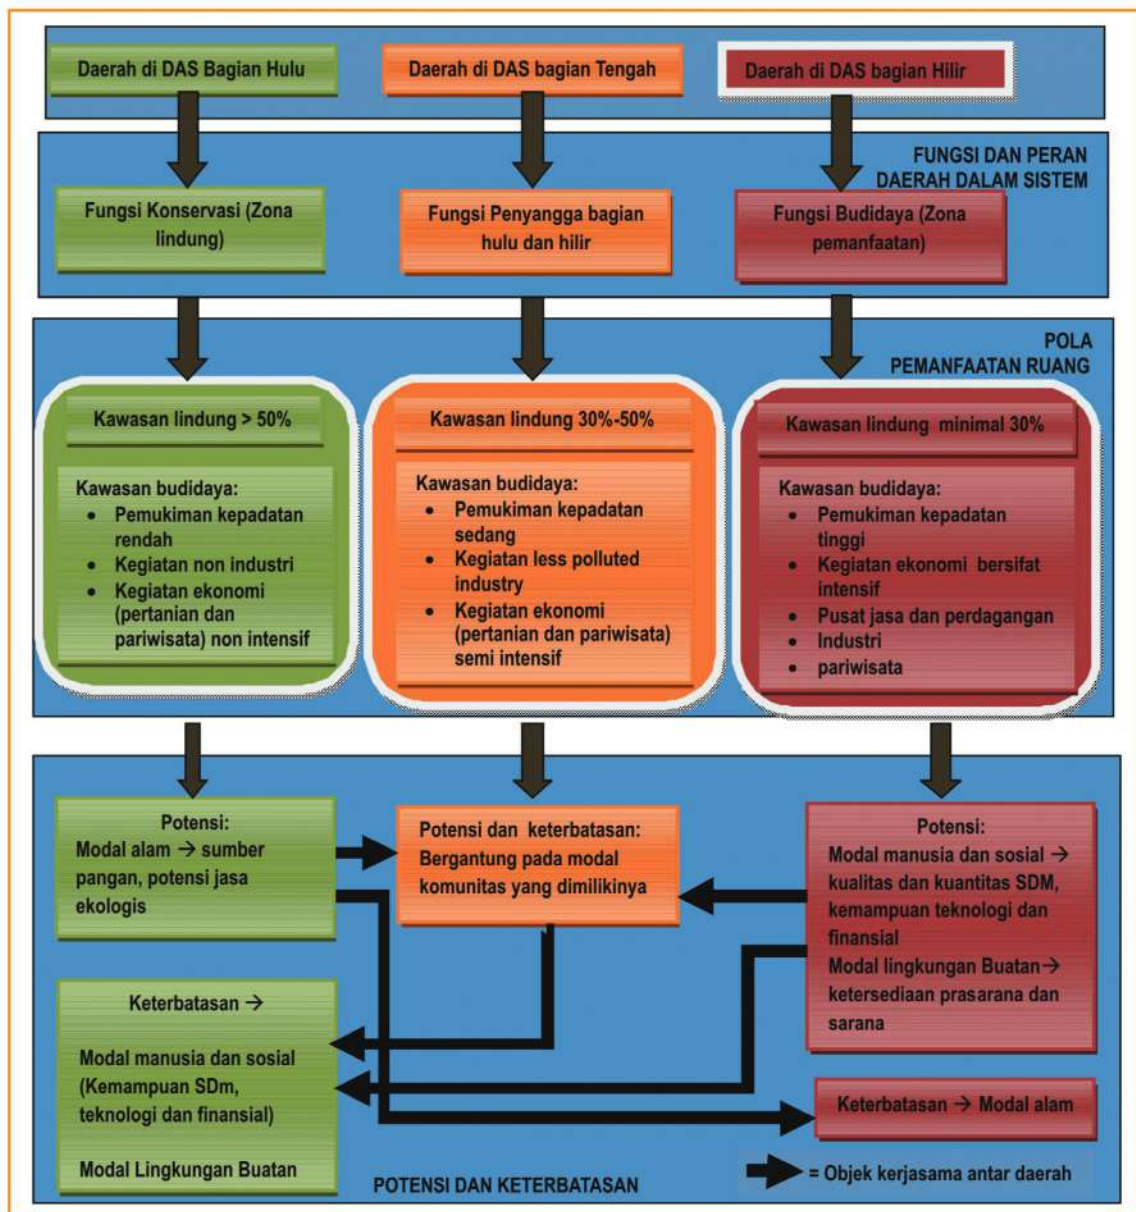 Daerah di DAS Bagian Hulu
Daerah di DAS bagian Tengah
Daerah di DAS bagian Hilir
FUNGSI DAN PERAN
DAERAH DALAM SISTEM
Fungsi Konservasi (Zona
lindung)
Fungsi Penyangga bagian
hulu dan hilir
Fungsi Budidaya (Zona
pemanfaatan)
POLA
PEMANFAATAN RUANG
Kawasan lindung > 50%
Kawasan budidaya:
• Pemukiman kepadatan
rendah
• Kegiatan non industri
• Kegiatan ekonomi
(pertanian dan
pariwisata) non intensif
Kawasan lindung 30%-50%
Kawasan budidaya:
• Pemukiman kepadatan
sedang
• Kegiatan less polluted
industry
• Kegiatan ekonomi
(pertanian dan pariwisata)
semi intensif
Kawasan lindung minimal 30%
Kawasan budidaya:
• Pemukiman kepadatan
tinggi
• Kegiatan ekonomi bersifat
intensif
• Pusat jasa dan perdagangan
• Industri
• pariwisata
Potensi:
Modal alam → sumber
pangan, potensi jasa
ekologis
Potensi dan keterbatasan:
Bergantung pada modal
komunitas yang dimilikinya
Potensi:
Modal manusia dan sosial →
kualitas dan kuantitas SDM,
kemampuan teknologi dan
finansial
Modal lingkungan Buatan→
ketersediaan prasarana dan
sarana
Keterbatasan →
Modal manusia dan sosial
(Kemampuan SDm,
teknologi dan finansial)
Modal Lingkungan Buatan
Keterbatasan → Modal alam
POTENSI DAN KETERBATASAN
= Objek kerjasama antar daerah